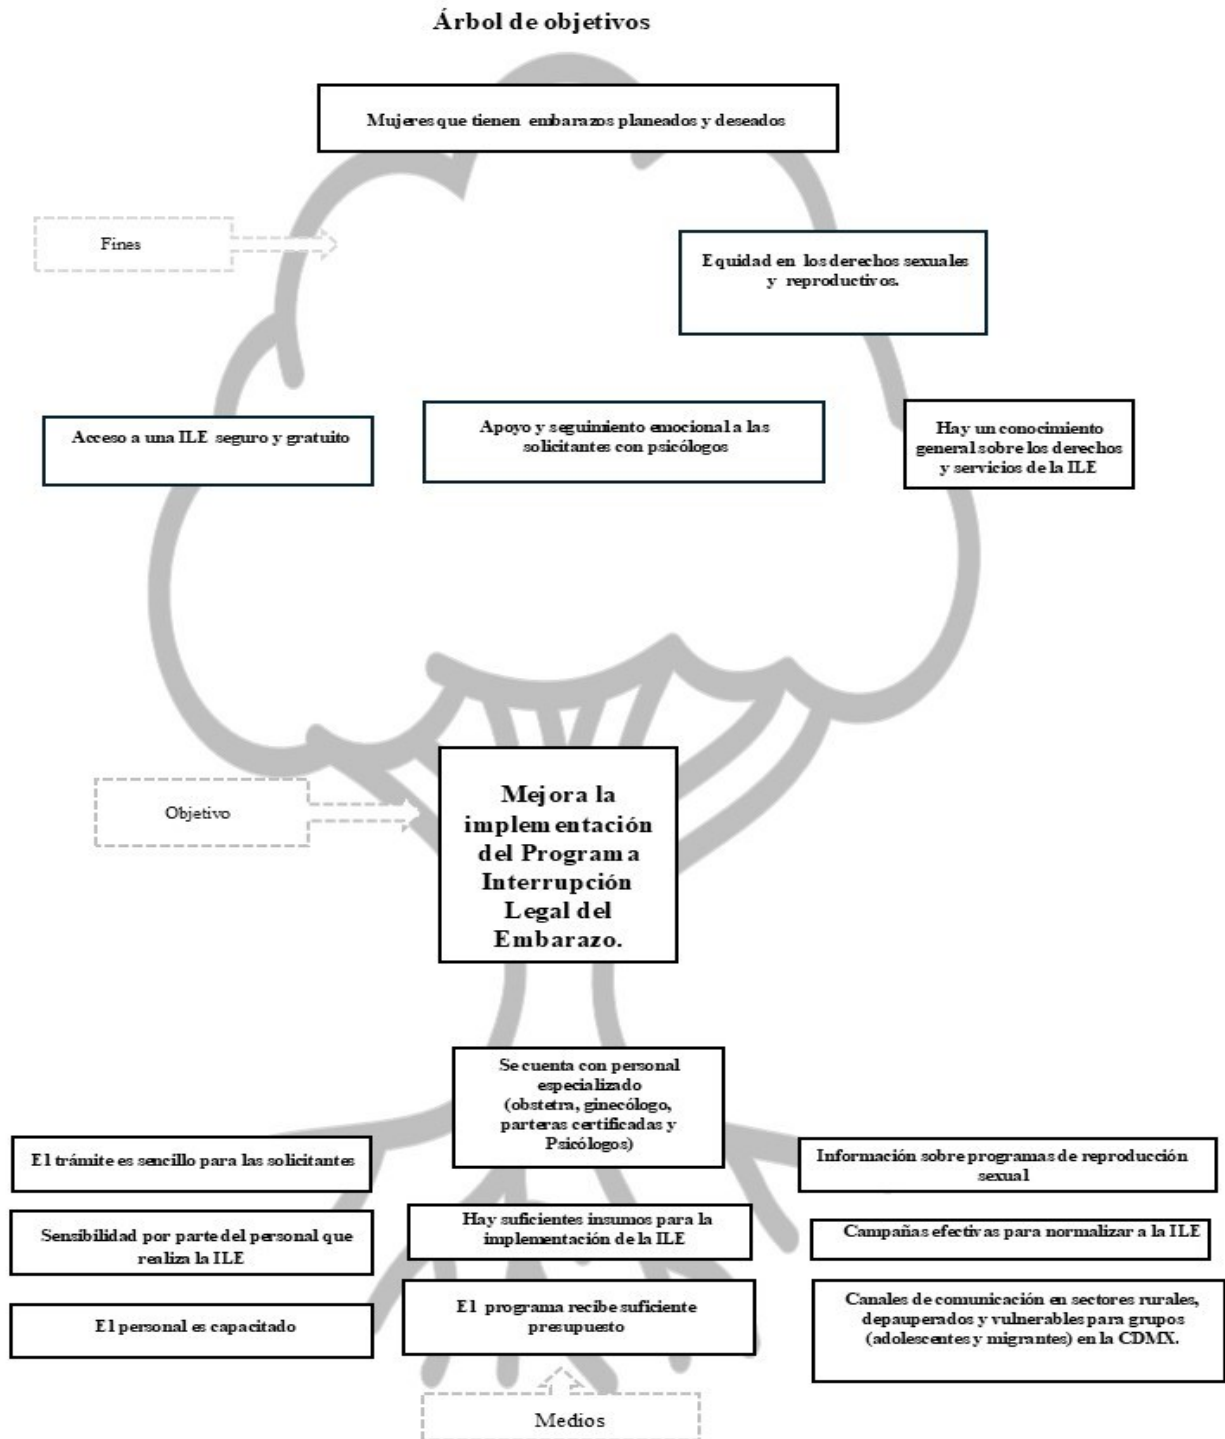 Árbol de objetivos
Mujeres que tienen embarazos planeados y deseados
Fines
Equidad en los derechos sexuales
y reproductivos.
Acceso a una ILE seguro y gratuito
Apoyo y seguimiento emocional a las
solicitantes con psicólogos
Hay un conocimiento
general sobre los derechos
y servicios de la ILE
Objetivo
Mejora la
implementación
del Programa
Interrupción
Legal del
Embarazo.
Se cuenta con personal
especializado
(obstetra, ginecólogo,
parteras certificadas y
Psicólogos)
El trámite es sencillo para las solicitantes
Información sobre programas de reproducción
sexual
Sensibilidad por parte del personal que
realiza la ILE
Hay suficientes insumos para la
implementación de la ILE
Campañas efectivas para normalizar a la ILE
El personal es capacitado
El programa recibe suficiente
presupuesto
Canales de comunicación en sectores rurales,
depauperados y vulnerables para grupos
(adolescentes y migrantes) en la CDMX.
Medios